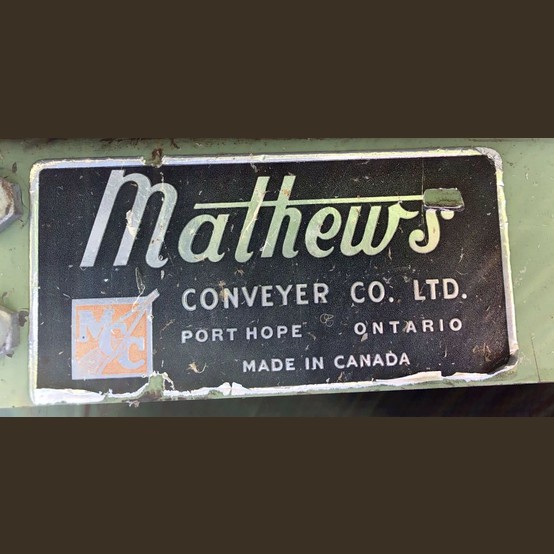 Mathews
CONVEYER CO. LTD.
PORT HOPE ONTARIO
MADE IN CANADA
M
C